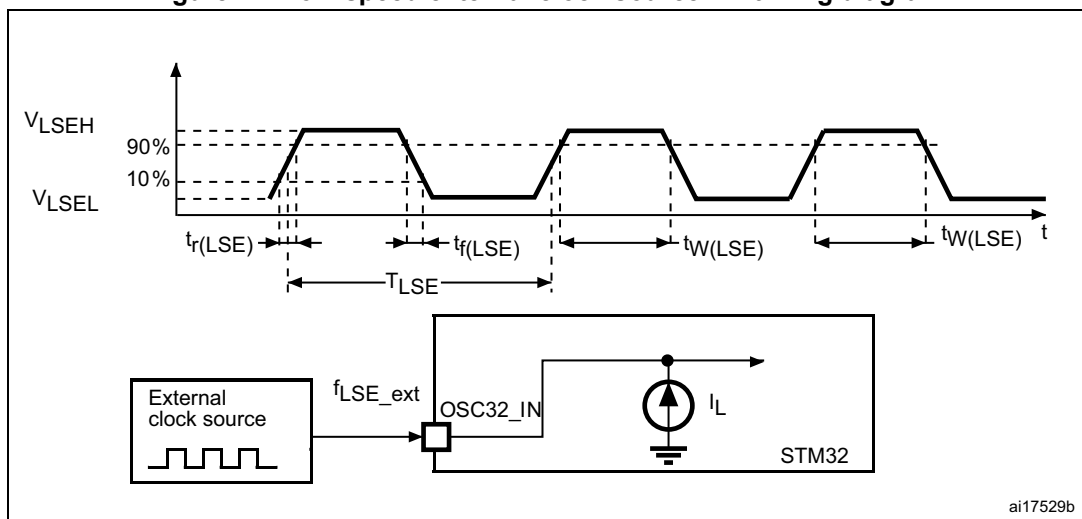 V_LSEH
90%
10%
V_LSEL
t_r(LSE)
t_f(LSE)
t_W(LSE)
t_W(LSE)
t
T_LSE
External
clock source
f_LSE_ext
OSC32_IN
I_L
STM32
ai17529b